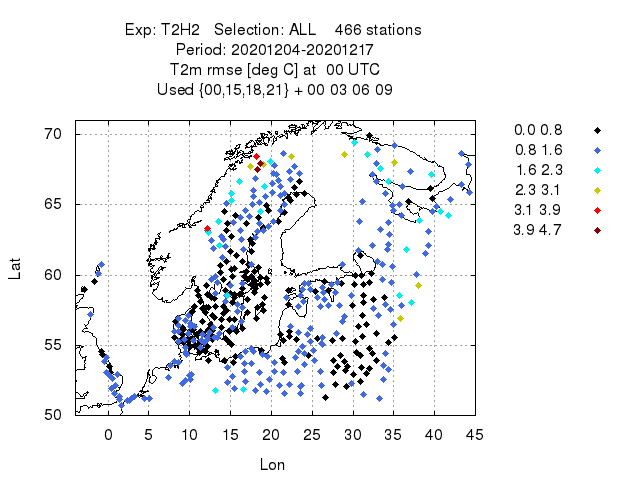 Exp: T2H2 Selection: ALL 466 stations
Period: 20201204-20201217
T2m rmse [deg C] at 00 UTC
Used {00,15,18,21} + 00 03 06 09
70
65
60
55
50
Lat
0 5 10 15 20 25 30 35 40 45
Lon
0.0 0.8
0.8 1.6
1.6 2.3
2.3 3.1
3.1 3.9
3.9 4.7